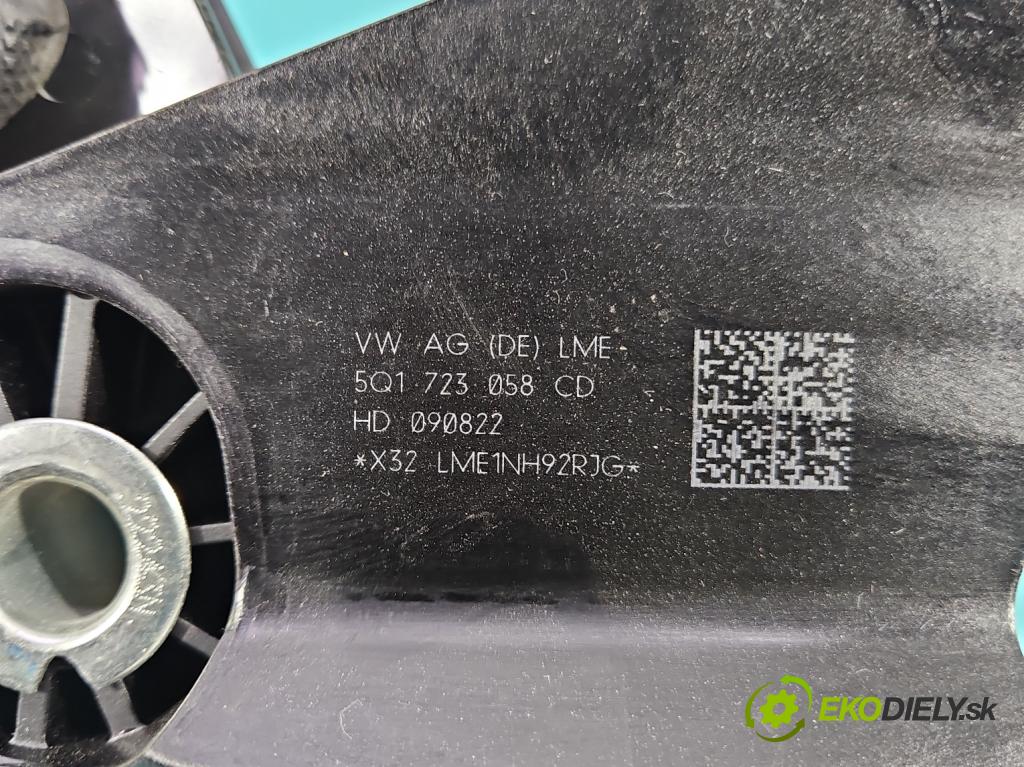 VW AG (DE) LME
5Q1 723 058 CD
HD 090822
*X32 LME1NH92RJG*
EKODIELY.sk